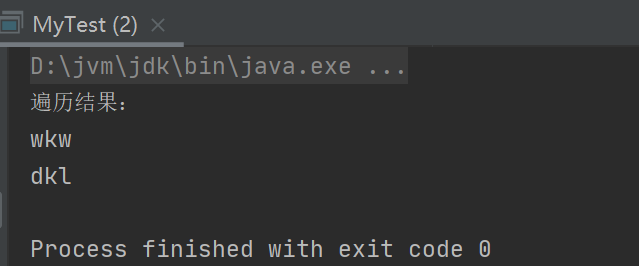 MyTest (2)
D:\jvm\jdk\bin\java.exe ...
遍历结果：
wkw
dkl
Process finished with exit code 0